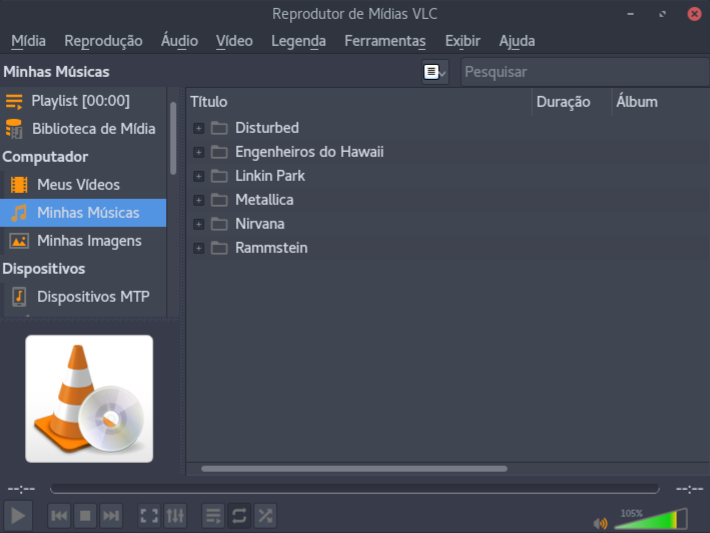 Reprodutor de Mídias VLC
Mídia Reprodução Áudio Vídeo Legenda Ferramentas Exibir Ajuda
Minhas Músicas
Pesquisar
Playlist [00:00]
Biblioteca de Mídia
Computador
Meus Vídeos
Minhas Músicas
Minhas Imagens
Dispositivos
Dispositivos MTP
Título Duração Álbum
Disturbed
Engenheiros do Hawaii
Linkin Park
Metallica
Nirvana
Rammstein
--:-- --:--
105%